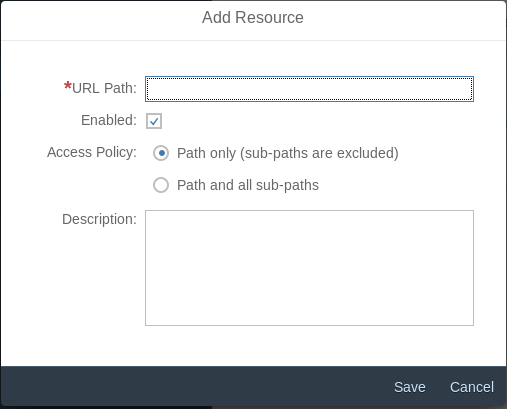 Add Resource
*URL Path:
Enabled:
Access Policy:
Path only (sub-paths are excluded)
Path and all sub-paths
Description:
Save Cancel